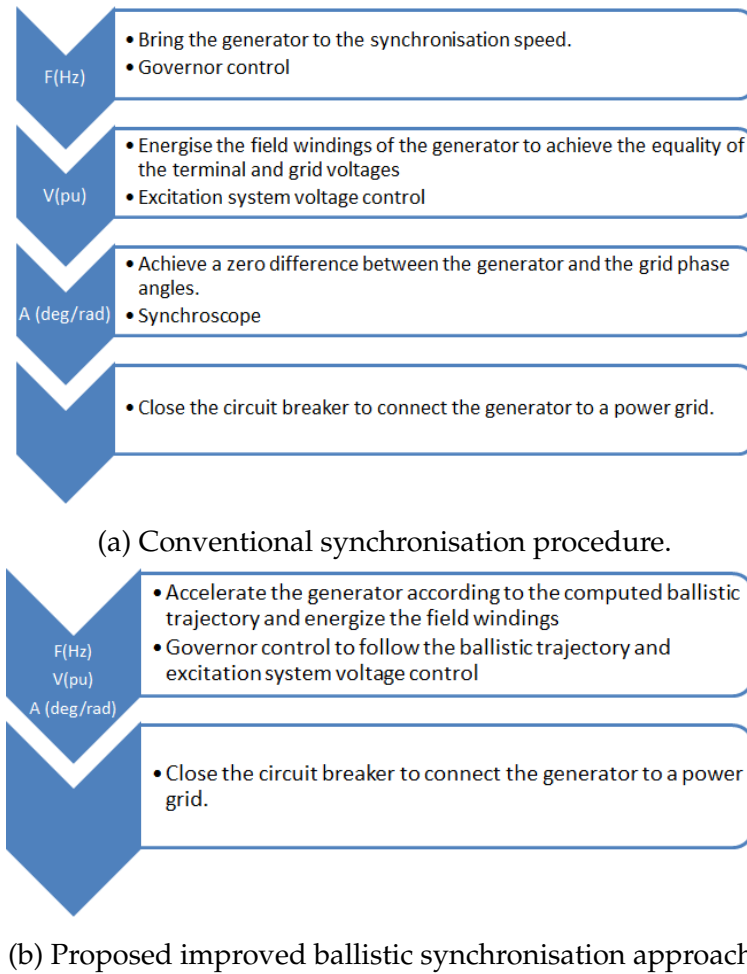 F(Hz)
• Bring the generator to the synchronisation speed.
• Governor control
V(pu)
• Energise the field windings of the generator to achieve the equality of
the terminal and grid voltages
• Excitation system voltage control
A (deg/rad)
• Achieve a zero difference between the generator and the grid phase
angles.
• Synchroscope
• Close the circuit breaker to connect the generator to a power grid.
(a) Conventional synchronisation procedure.
F(Hz)
V(pu)
A (deg/rad)
• Accelerate the generator according to the computed ballistic
trajectory and energize the field windings
• Governor control to follow the ballistic trajectory and
excitation system voltage control
• Close the circuit breaker to connect the generator to a power
grid.
(b) Proposed improved ballistic synchronisation approach